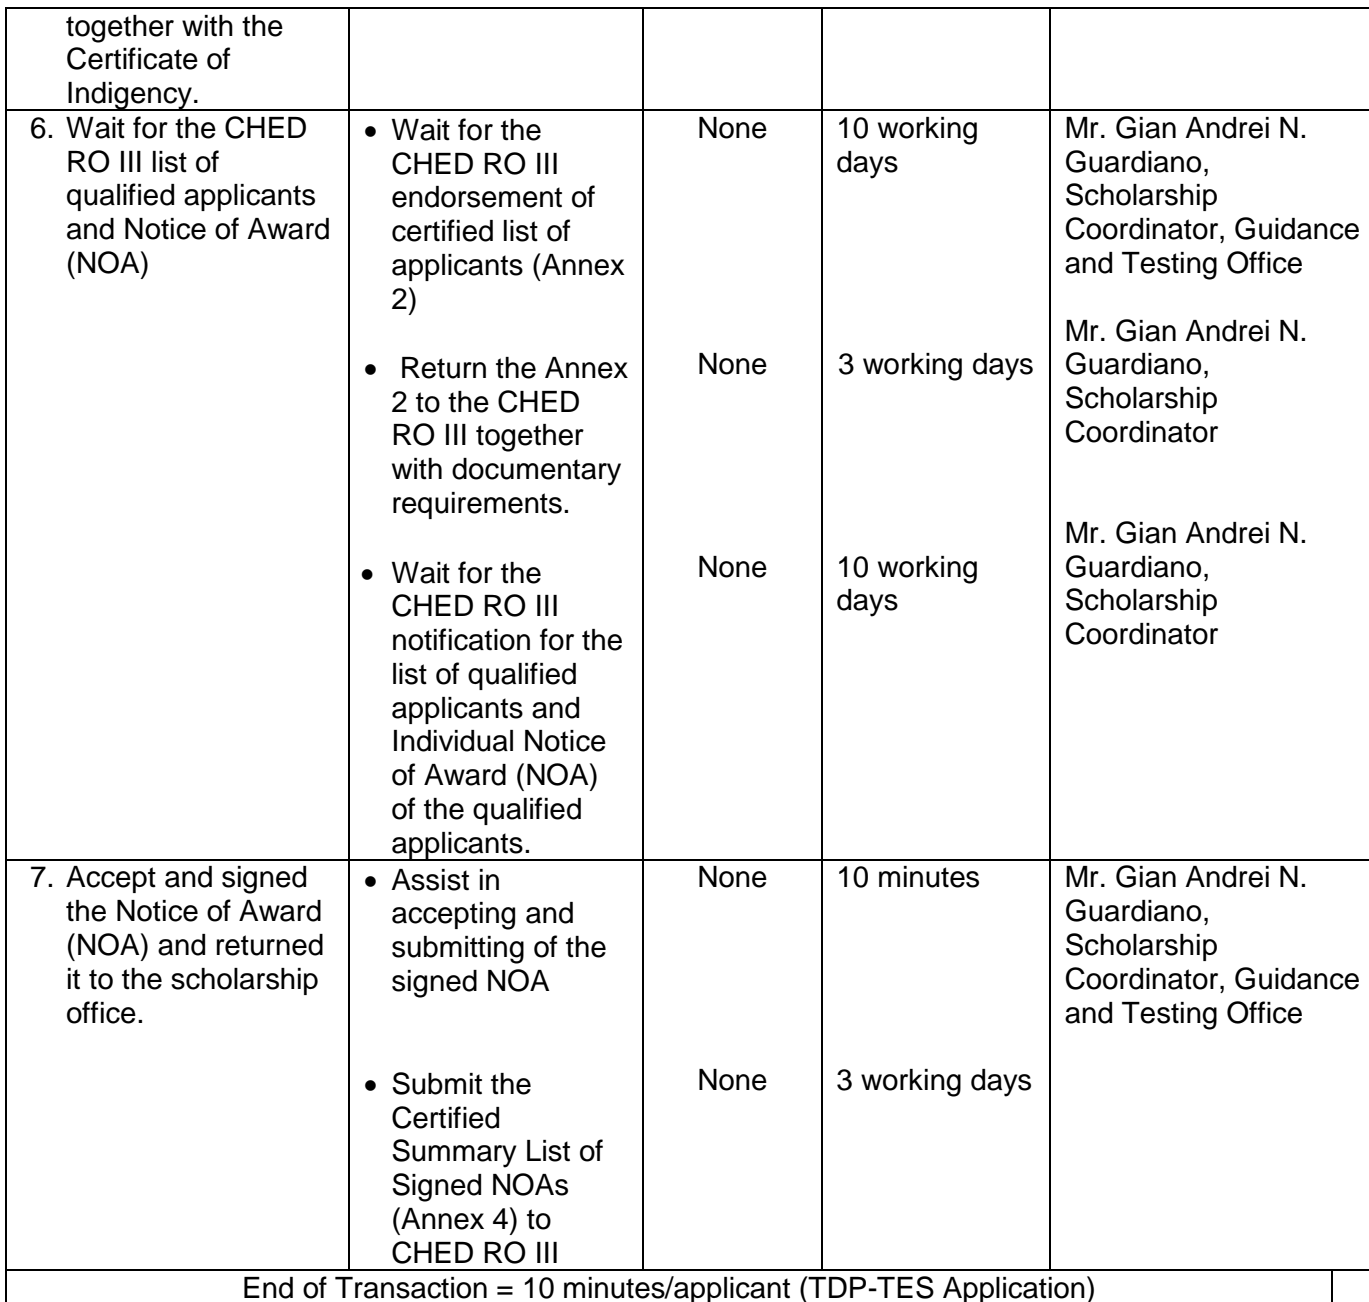 together with the
Certificate of
Indigency.
6. Wait for the CHED
RO III list of
qualified applicants
and Notice of Award
(NOA)
• Wait for the
CHED RO III
endorsement of
certified list of
applicants (Annex
2)
None
10 working
days
Mr. Gian Andrei N.
Guardiano,
Scholarship
Coordinator, Guidance
and Testing Office
• Return the Annex
2 to the CHED
RO III together
with documentary
requirements.
None
3 working days
Mr. Gian Andrei N.
Guardiano,
Scholarship
Coordinator
• Wait for the
CHED RO III
notification for the
list of qualified
applicants and
Individual Notice
of Award (NOA)
of the qualified
applicants.
None
10 working
days
Mr. Gian Andrei N.
Guardiano,
Scholarship
Coordinator
7. Accept and signed
the Notice of Award
(NOA) and returned
it to the scholarship
office.
• Assist in
accepting and
submitting of the
signed NOA
None
10 minutes
Mr. Gian Andrei N.
Guardiano,
Scholarship
Coordinator, Guidance
and Testing Office
• Submit the
Certified
Summary List of
Signed NOAs
(Annex 4) to
CHED RO III
None
3 working days
End of Transaction = 10 minutes/applicant (TDP-TES Application)